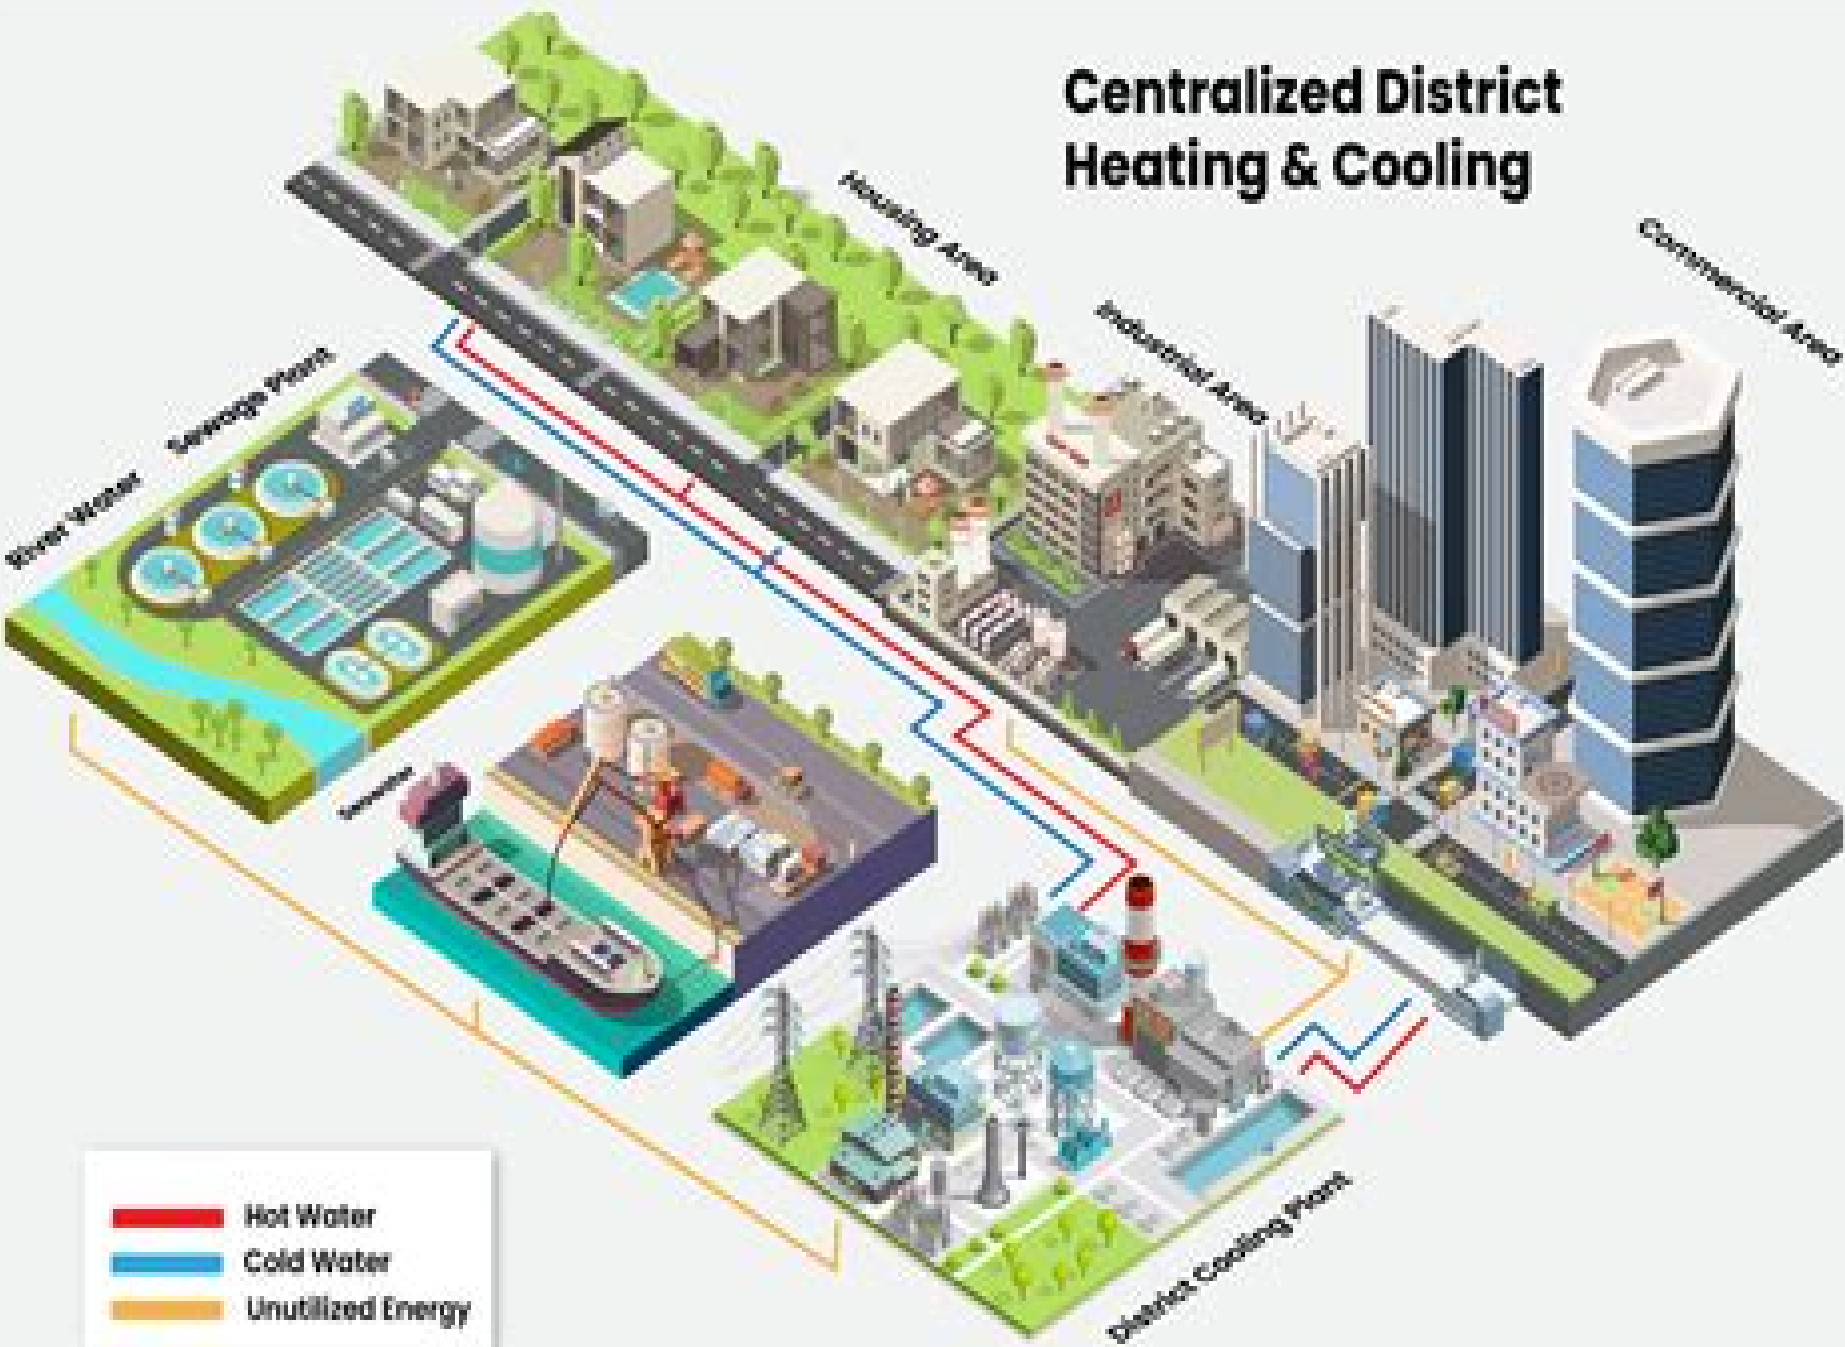 Centralized District
Heating & Cooling
Housing Area
Industrial Area
Commercial Area
Sewage Plant
River Water
District Cooling Plant
Hot Water
Cold Water
Unutilized Energy